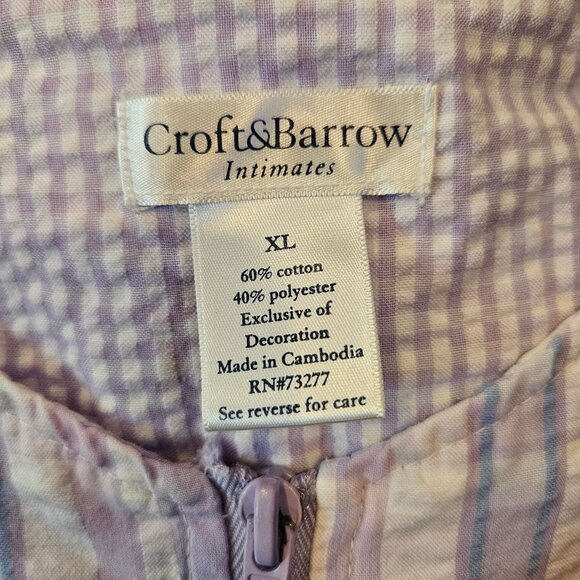 Croft&Barrow
Intimates
XL
60% cotton
40% polyester
Exclusive of
Decoration
Made in Cambodia
RN#73277
See reverse for care